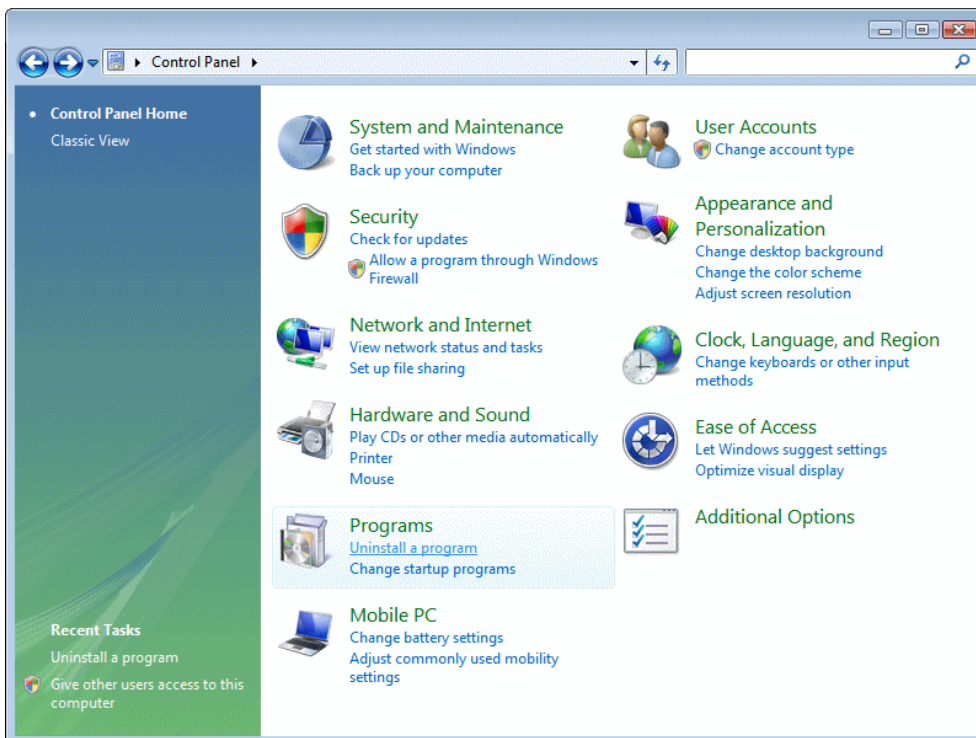 Control Panel
Control Panel Home
Classic View
System and Maintenance
Get started with Windows
Back up your computer
Security
Check for updates
Allow a program through Windows
Firewall
Network and Internet
View network status and tasks
Set up file sharing
Hardware and Sound
Play CDs or other media automatically
Printer
Mouse
Programs
Uninstall a program
Change startup programs
Mobile PC
Change battery settings
Adjust commonly used mobility
settings
User Accounts
Change account type
Appearance and
Personalization
Change desktop background
Change the color scheme
Adjust screen resolution
Clock, Language, and Region
Change keyboards or other input
methods
Ease of Access
Let Windows suggest settings
Optimize visual display
Additional Options
Recent Tasks
Uninstall a program
Give other users access to this
computer